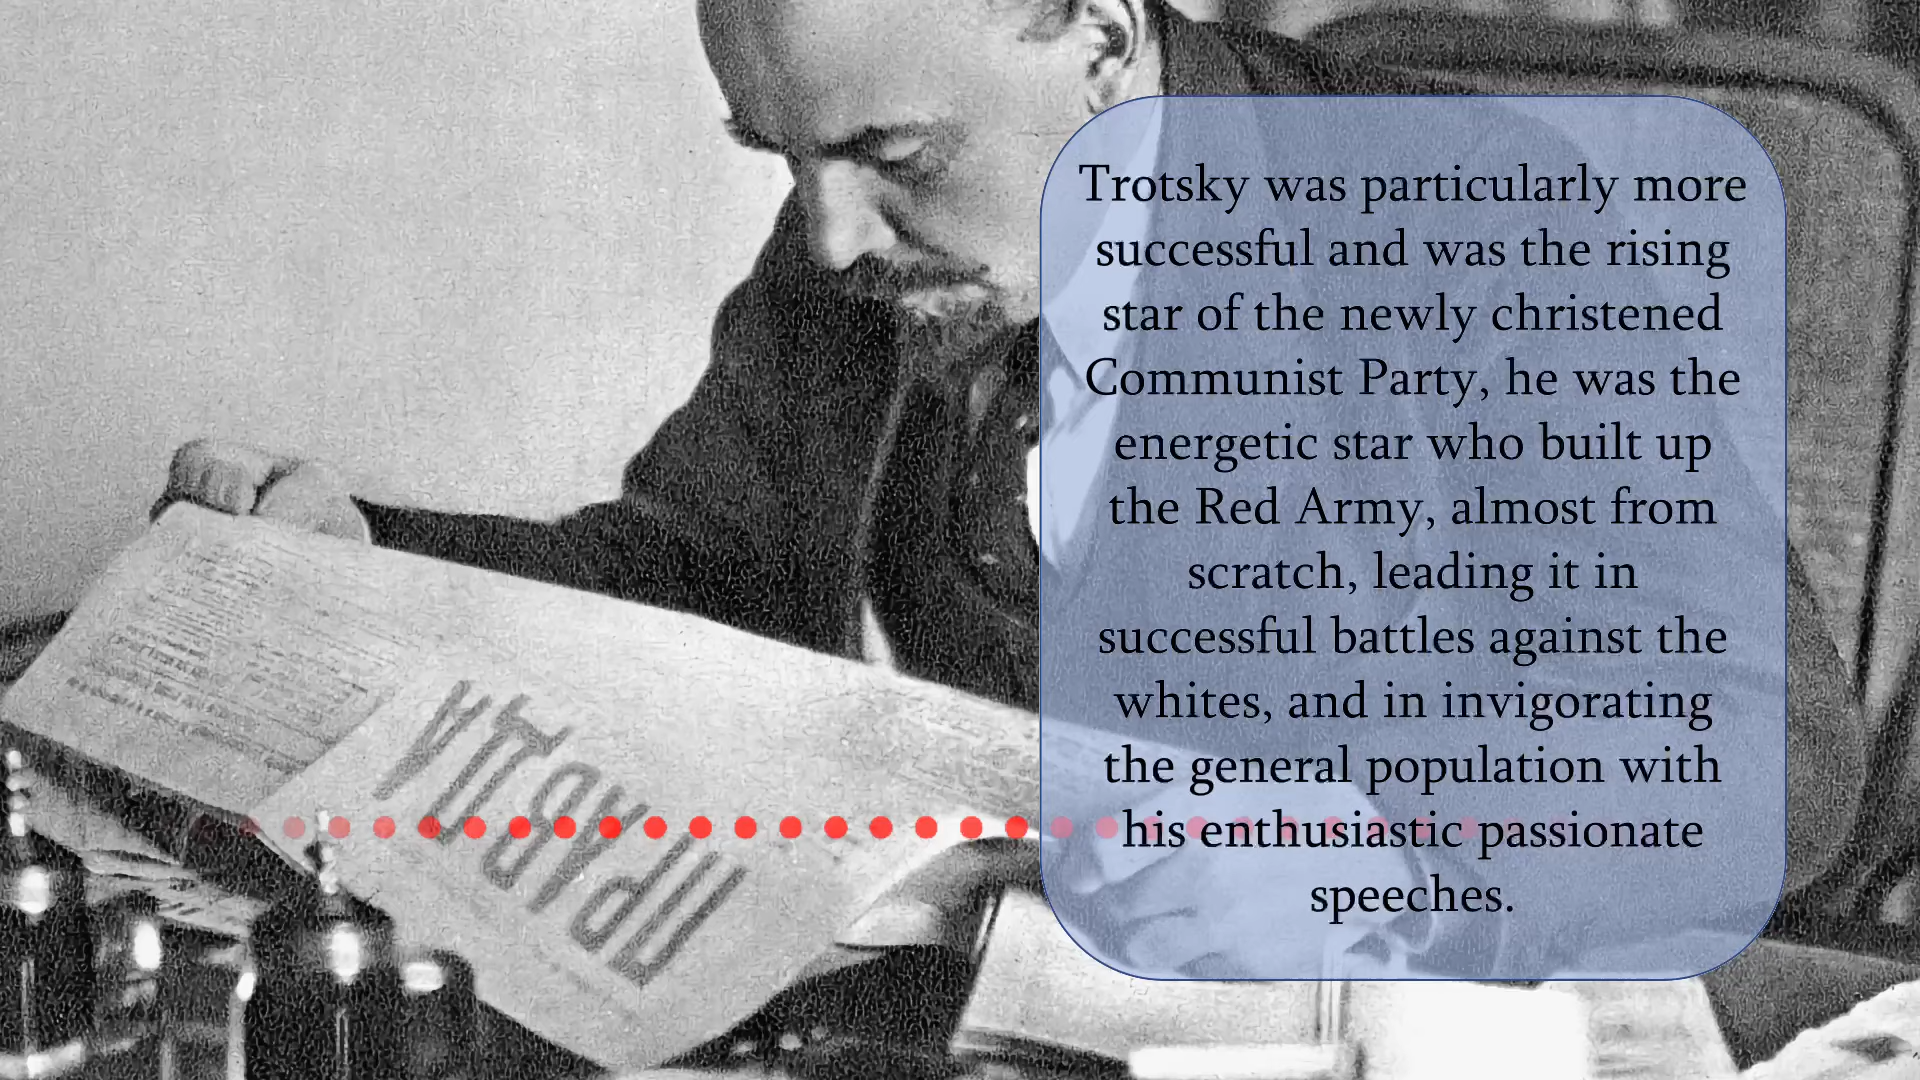 Trotsky was particularly more
successful and was the rising
star of the newly christened
Communist Party, he was the
energetic star who built up
the Red Army, almost from
scratch, leading it in
successful battles against the
whites, and in invigorating
the general population with
his enthusiastic passionate
speeches.
ПРАВДА